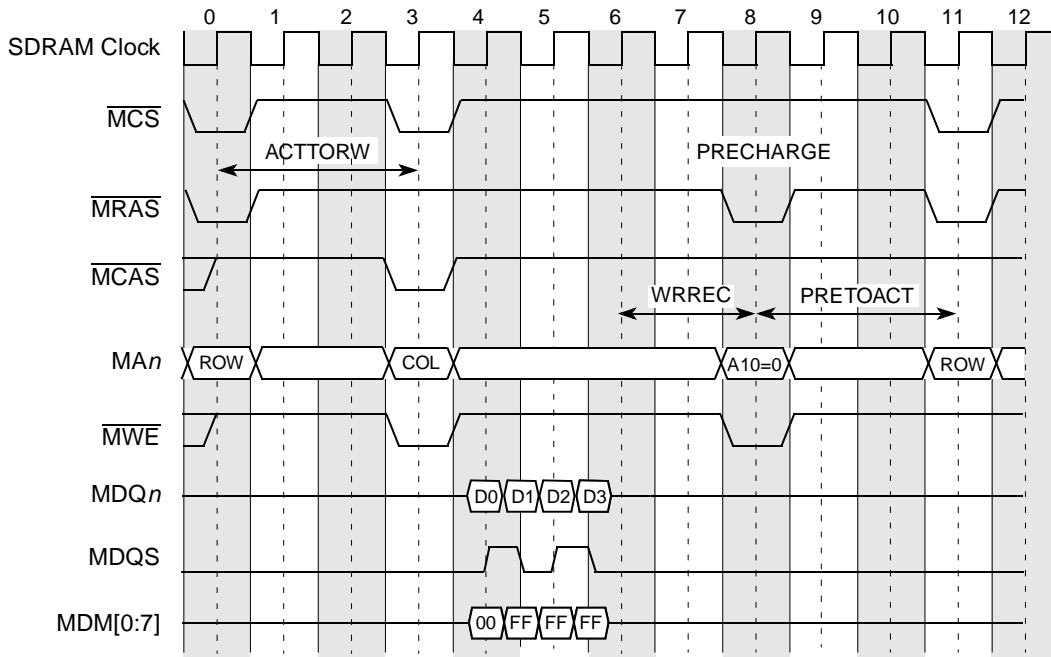 0 1 2 3 4 5 6 7 8 9 10 11 12
SDRAM Clock
MCS
ACTTORW PRECHARGE
MRAS
MCAS
WRREC PRETOACT
MAn ROW COL A10=0 ROW
MWE
MDQn D0 D1 D2 D3
MDQS
MDM[0:7] 00 FF FF FF